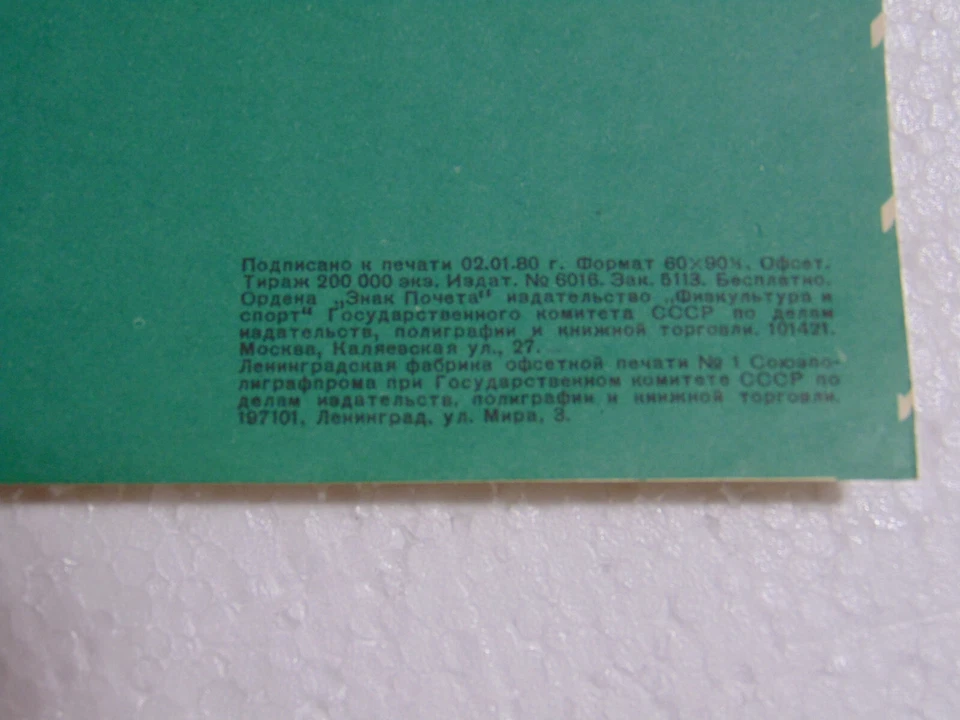 Подписано к печати 02.01.80 г. Формат 60×90¼. Офсет.
Тираж 200 000 экз. Издат. № 6016. Зак. 5113. Бесплатно.
Ордена „Знак Почета“ издательство „Физкультура и
спорт“ Государственного комитета СССР по делам
издательств, полиграфии и книжной торговли. 101421.
Москва, Каляевская ул., 27.
Ленинградская фабрика офсетной печати № 1 Союзпо-
лиграфпрома при Государственном комитете СССР по
делам издательств, полиграфии и книжной торговли.
197101, Ленинград, ул. Мира, 3.